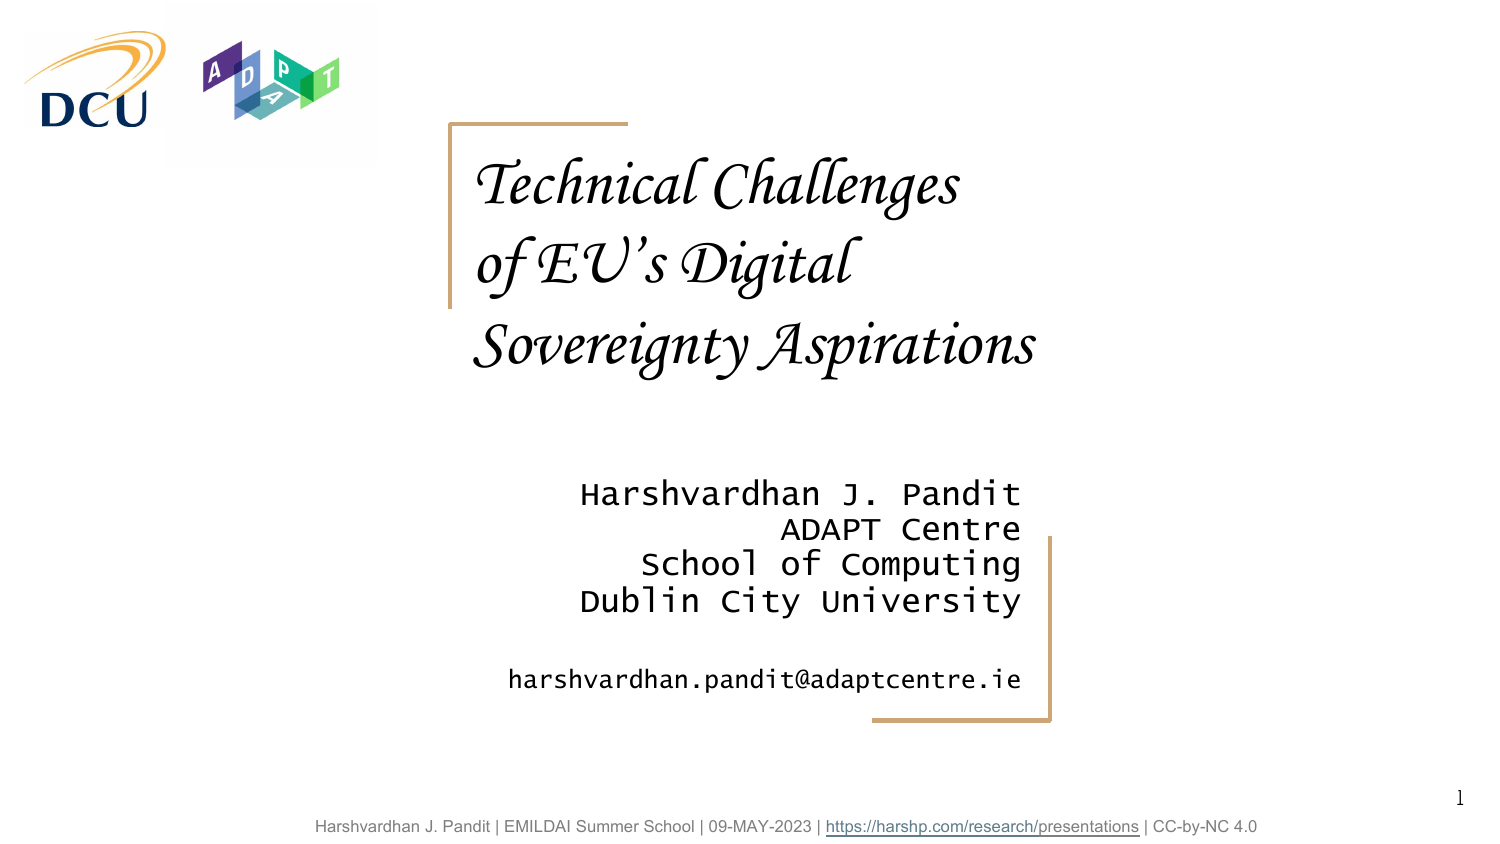 DCU
ADAPT
Technical Challenges
of EU’s Digital
Sovereignty Aspirations
Harshvardhan J. Pandit
ADAPT Centre
School of Computing
Dublin City University
harshvardhan.pandit@adaptcentre.ie
1
Harshvardhan J. Pandit | EMILDAI Summer School | 09-MAY-2023 | https://harshp.com/research/presentations | CC-by-NC 4.0